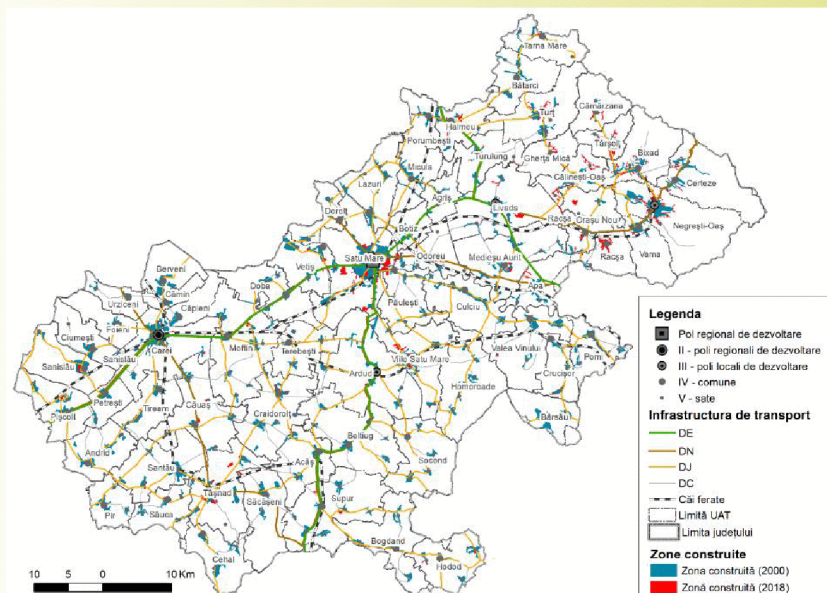 Tarna Mare
Bătarci
Cămărzana
Turț
Halmeu
Porumbești
Târșolț
Bixad
Turulung
Gherța Mică
Călinești-Oaș
Certeze
Micula
Lazuri
Agriș
Livada
Negrești-Oaș
Dorolț
Racșa
Orașu Nou
Botiz
Satu Mare
Odoreu
Mediesu Aurit
Racșa
Vama
Berveni
Vetiș
Apa
Urziceni
Cămin
Doba
Căpleni
Păulești
Culciu
Ciumești
Foieni
Carei
Moftin
Terebești
Valea Vinului
Pom
Sanislău
Sanislău
Viile Satu Mare
Ardud
Crucișor
Petrești
Homoroade
Pișcolt
Tiream
Căuaș
Craidorolț
Bârsău
Andrid
Beltiug
Santău
Acâș
Socond
Tășnad
Pir
Săuca
Săcășeni
Supur
Cehal
Bogdand
Hodod
10 5 0 10 Km
Legenda
Pol regional de dezvoltare
II - poli regionali de dezvoltare
III - poli locali de dezvoltare
IV - comune
V - sate
Infrastructura de transport
DE
DN
DJ
DC
Căi ferate
Limită UAT
Limita județului
Zone construite
Zona construită (2000)
Zonă construită (2018)